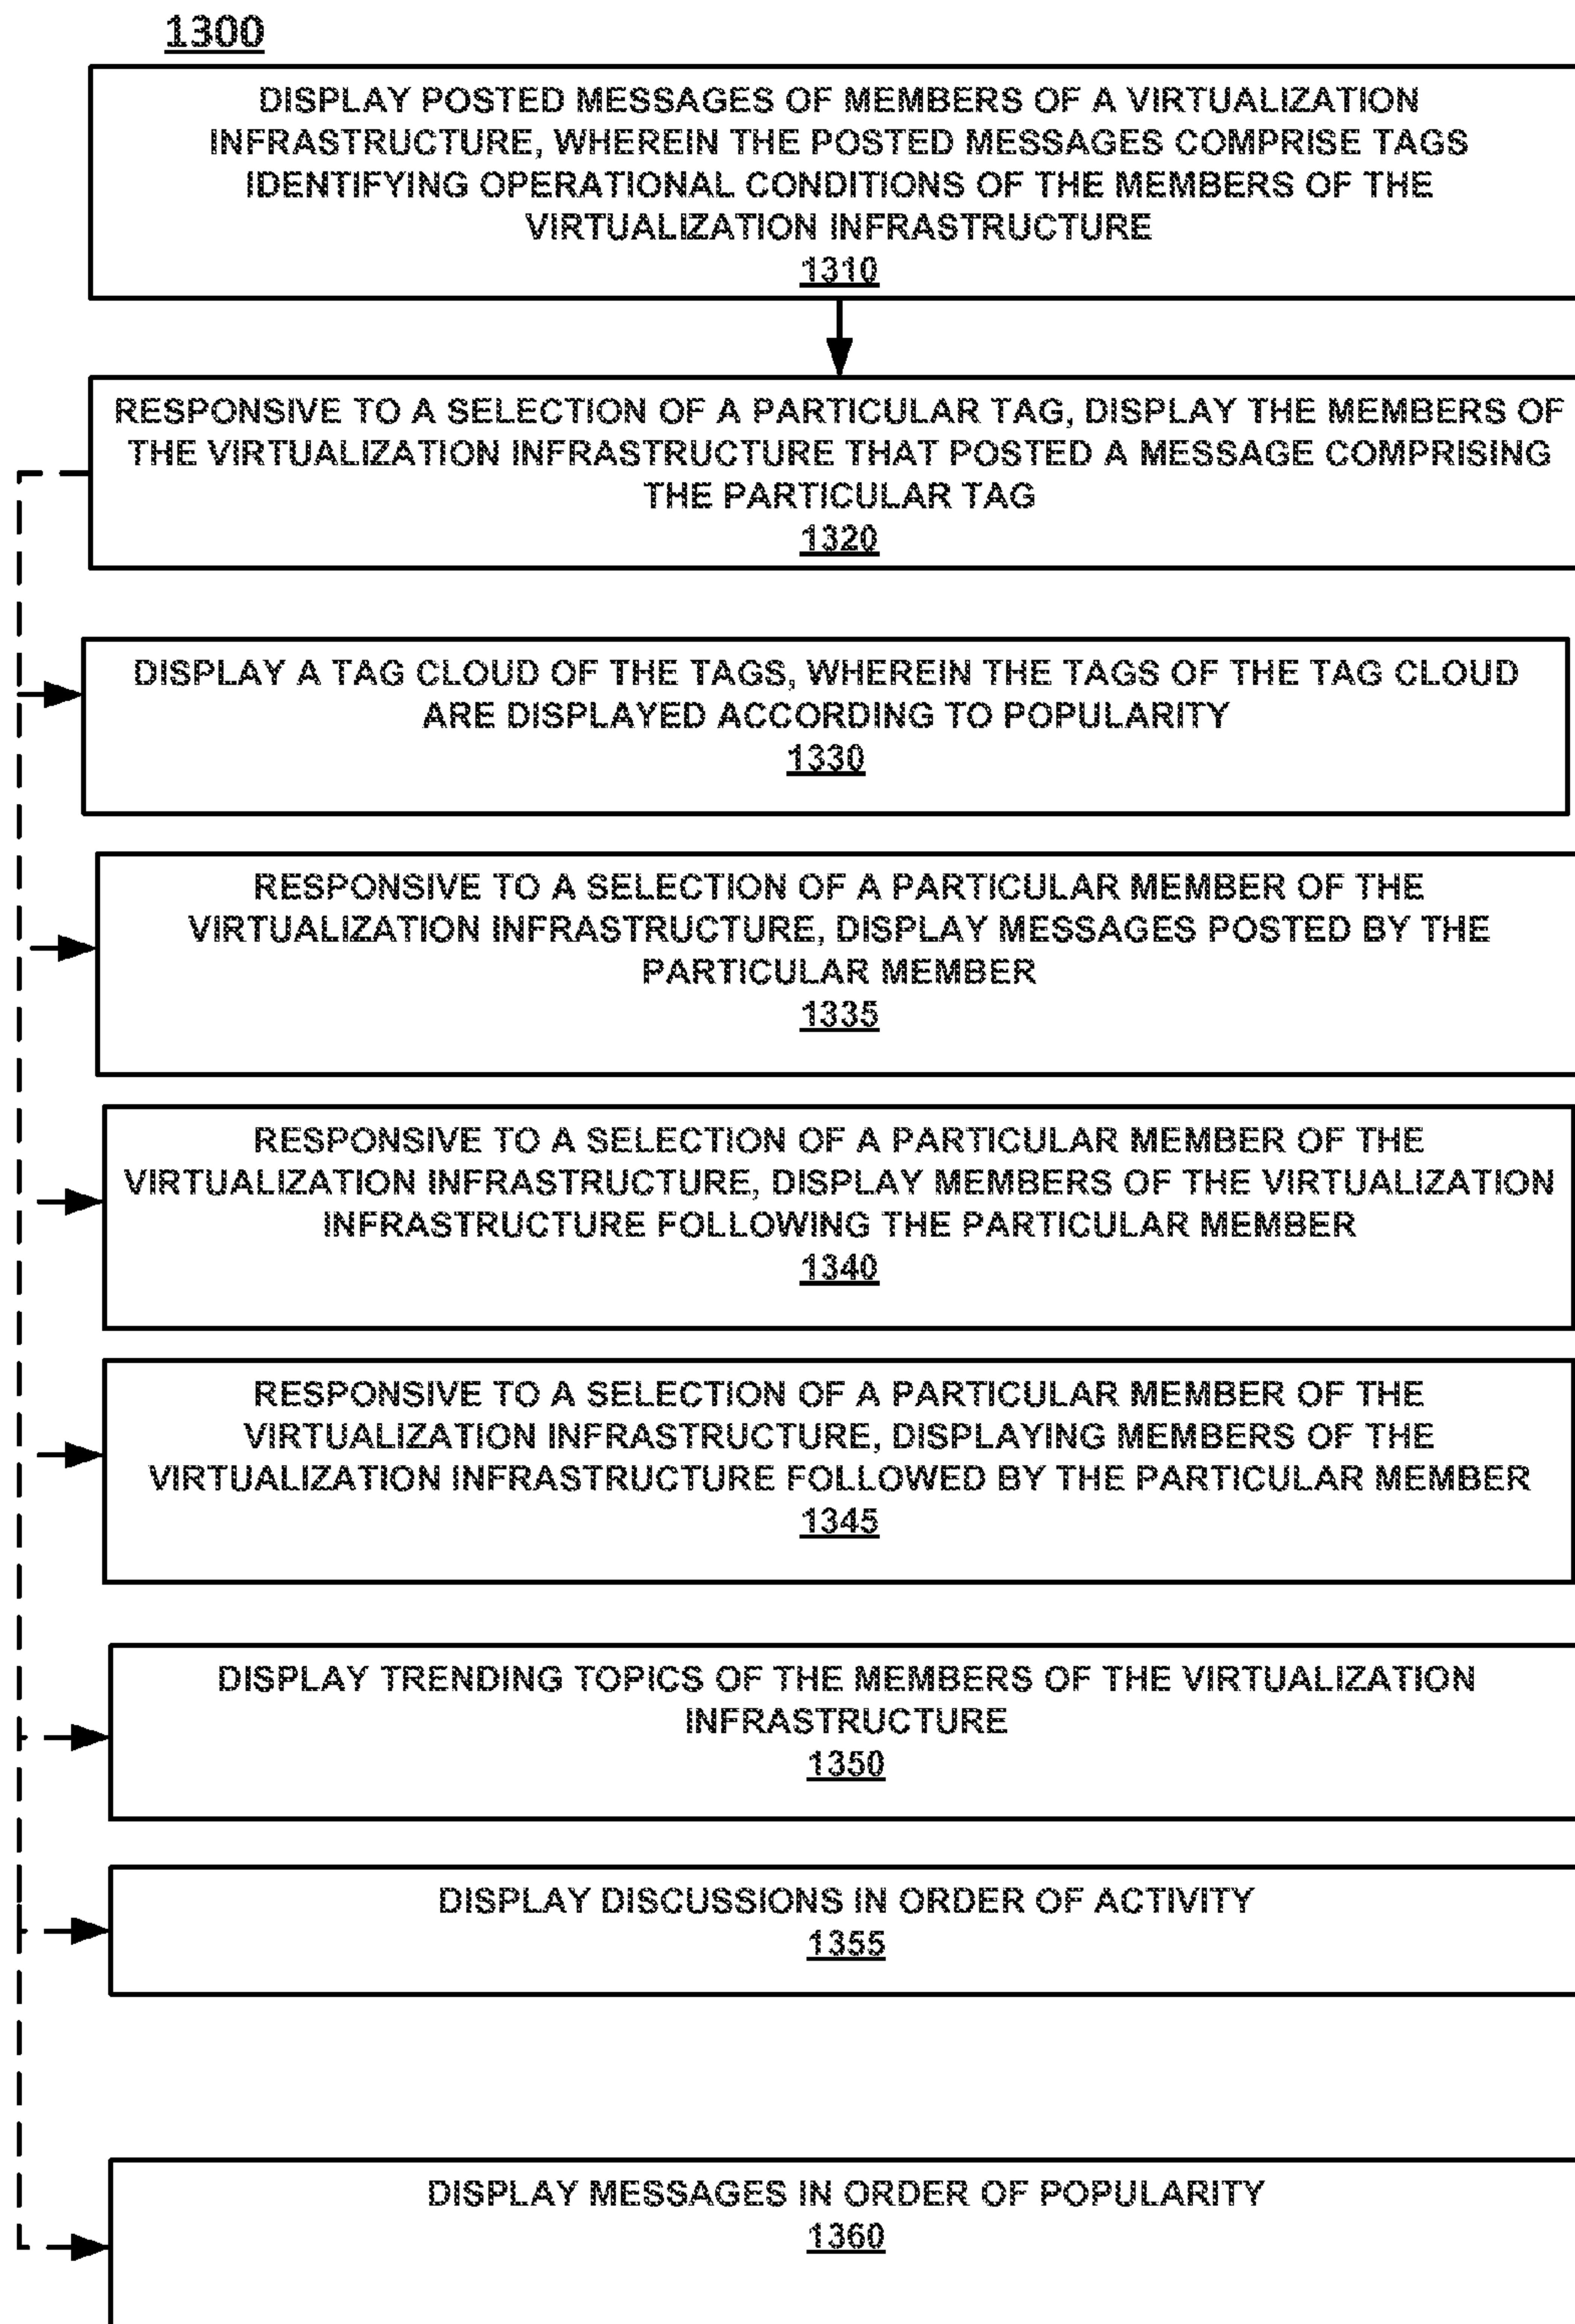 1300
DISPLAY POSTED MESSAGES OF MEMBERS OF A VIRTUALIZATION
INFRASTRUCTURE, WHEREIN THE POSTED MESSAGES COMPRISE TAGS
IDENTIFYING OPERATIONAL CONDITIONS OF THE MEMBERS OF THE
VIRTUALIZATION INFRASTRUCTURE
1310
RESPONSIVE TO A SELECTION OF A PARTICULAR TAG, DISPLAY THE MEMBERS OF
THE VIRTUALIZATION INFRASTRUCTURE THAT POSTED A MESSAGE COMPRISING
THE PARTICULAR TAG
1320
DISPLAY A TAG CLOUD OF THE TAGS, WHEREIN THE TAGS OF THE TAG CLOUD
ARE DISPLAYED ACCORDING TO POPULARITY
1330
RESPONSIVE TO A SELECTION OF A PARTICULAR MEMBER OF THE
VIRTUALIZATION INFRASTRUCTURE, DISPLAY MESSAGES POSTED BY THE
PARTICULAR MEMBER
1335
RESPONSIVE TO A SELECTION OF A PARTICULAR MEMBER OF THE
VIRTUALIZATION INFRASTRUCTURE, DISPLAY MEMBERS OF THE VIRTUALIZATION
INFRASTRUCTURE FOLLOWING THE PARTICULAR MEMBER
1340
RESPONSIVE TO A SELECTION OF A PARTICULAR MEMBER OF THE
VIRTUALIZATION INFRASTRUCTURE, DISPLAYING MEMBERS OF THE
VIRTUALIZATION INFRASTRUCTURE FOLLOWED BY THE PARTICULAR MEMBER
1345
DISPLAY TRENDING TOPICS OF THE MEMBERS OF THE VIRTUALIZATION
INFRASTRUCTURE
1350
DISPLAY DISCUSSIONS IN ORDER OF ACTIVITY
1355
DISPLAY MESSAGES IN ORDER OF POPULARITY
1360